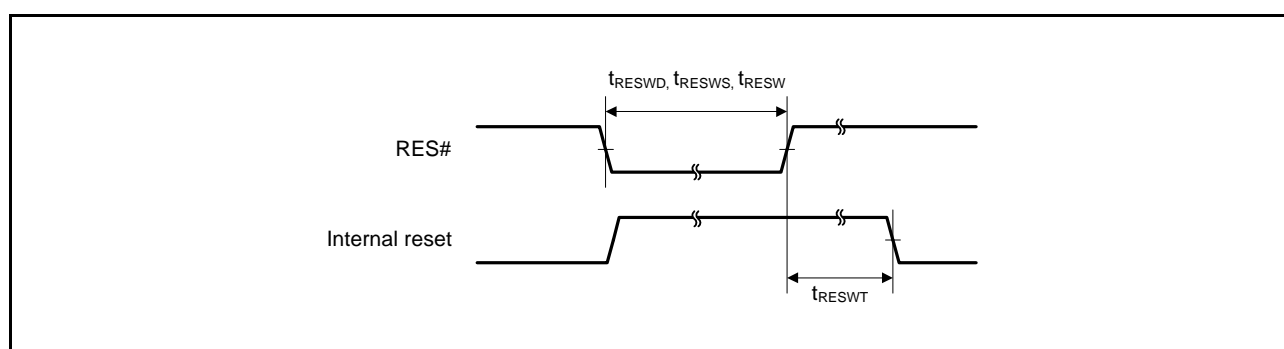 tRESWD, tRESWS, tRESW
RES#
Internal reset
tRESWT